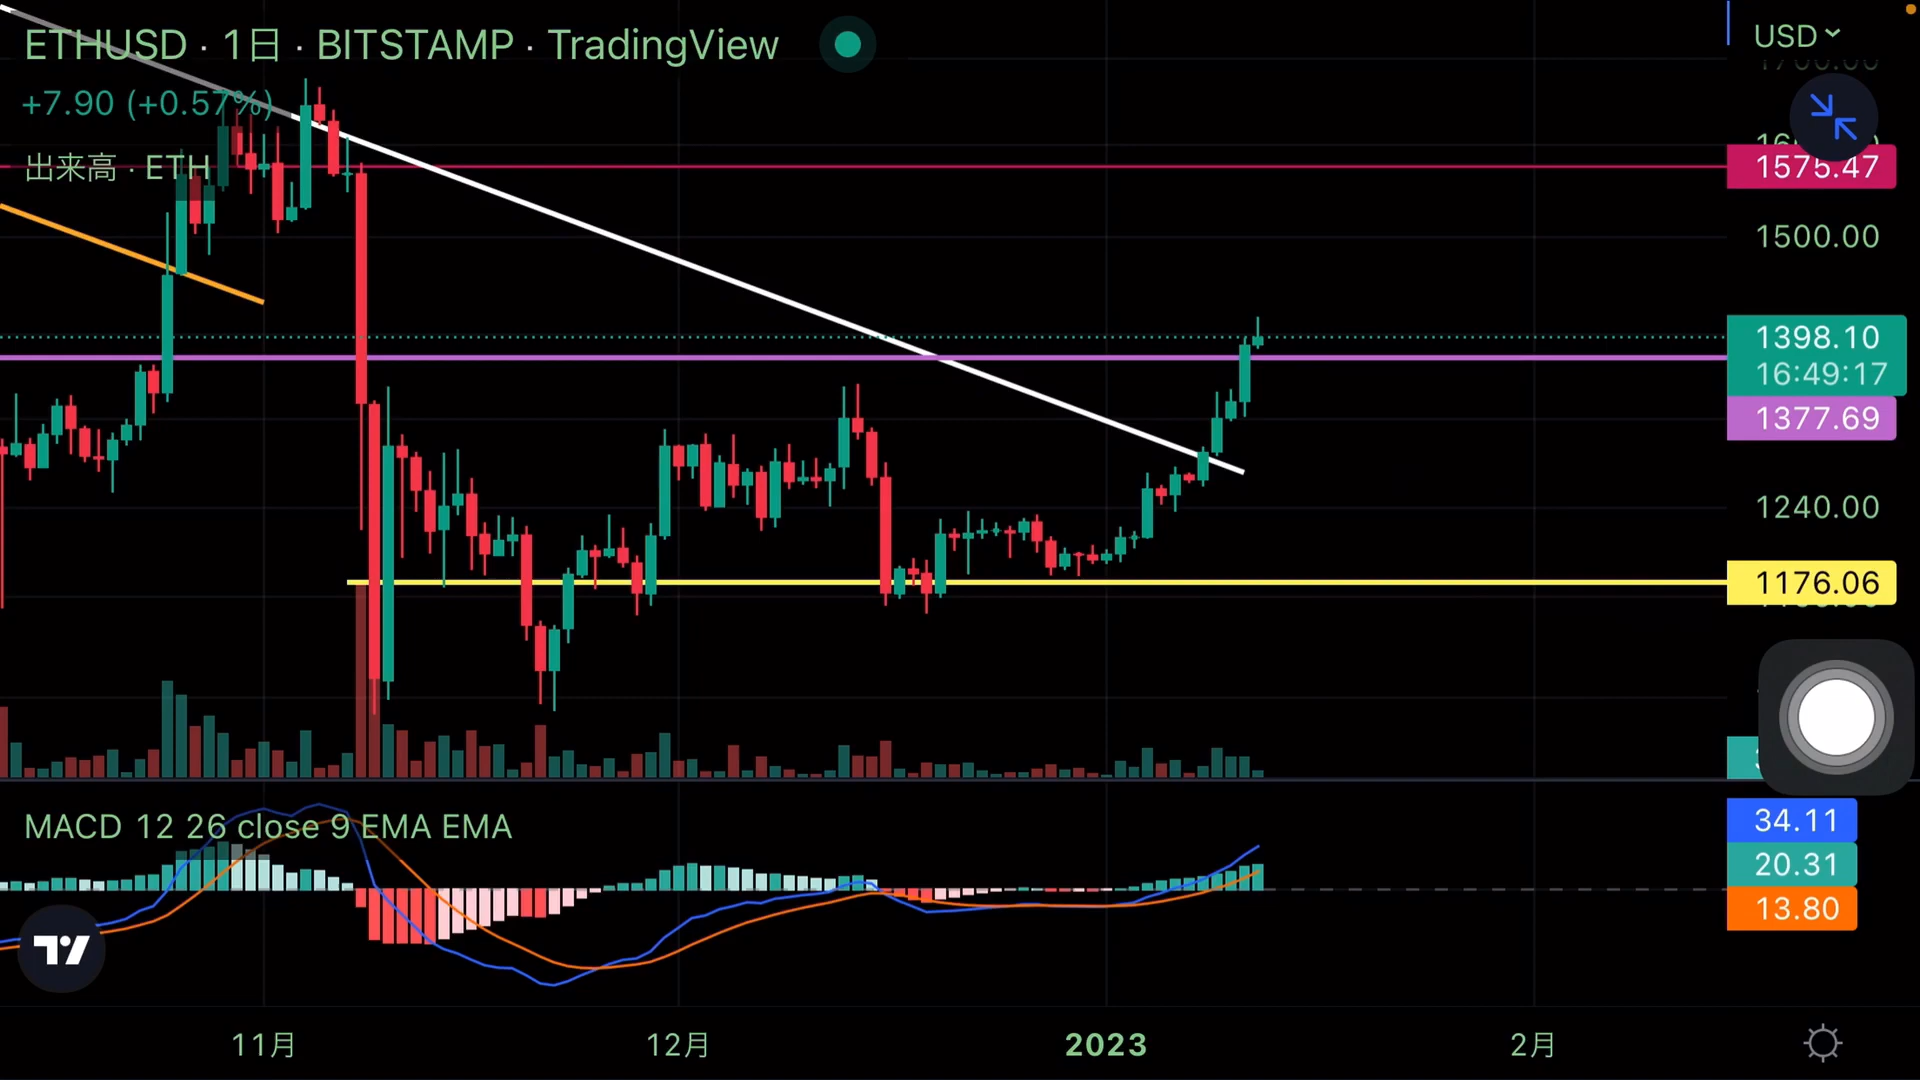 ETHUSD · 1日 · BITSTAMP · TradingView
+7.90 (+0.57%)
出来高 · ETH
USD
1575.47
1500.00
1398.10
16:49:17
1377.69
1240.00
1176.06
MACD 12 26 close 9 EMA EMA
34.11
20.31
13.80
11月
12月
2023
2月